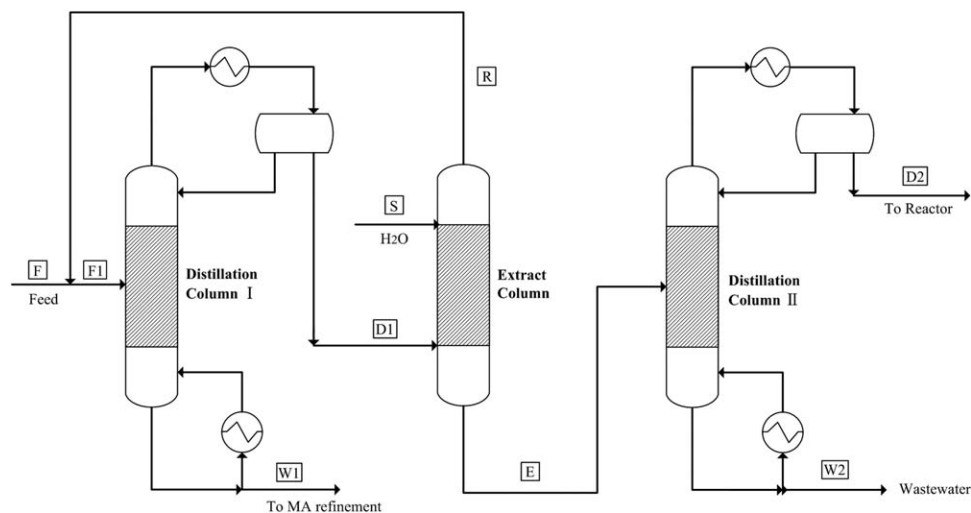 R
D2
To Reactor
S
H2O
F
F1
Feed
Distillation
Column Ⅰ
Extract
Column
Distillation
Column Ⅱ
D1
W1
To MA refinement
E
W2
Wastewater